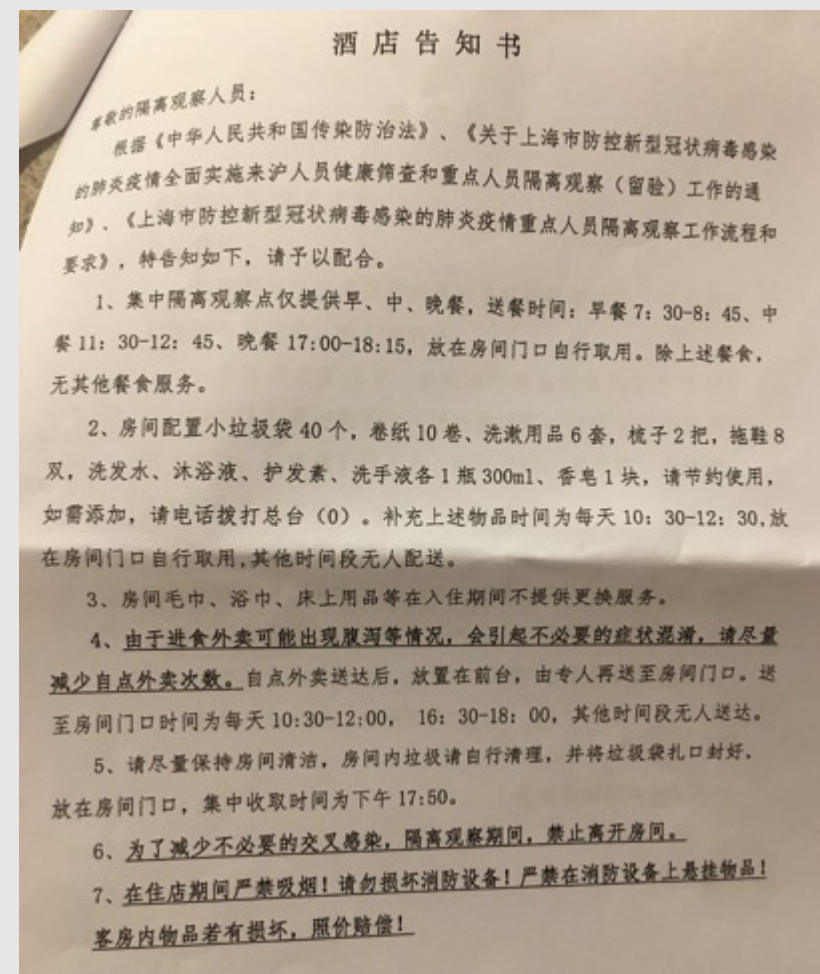 酒店告知书
尊敬的隔离观察人员：
根据《中华人民共和国传染防治法》、《关于上海市防控新型冠状病毒感染
的肺炎疫情全面实施来沪人员健康筛查和重点人员隔离观察（留验）工作的通
知》、《上海市防控新型冠状病毒感染的肺炎疫情重点人员隔离观察工作流程和
要求》，特告知如下，请予以配合。
1、集中隔离观察点仅提供早、中、晚餐，送餐时间：早餐 7：30-8：45、中
餐 11：30-12：45、晚餐 17:00-18:15，放在房间门口自行取用。除上述餐食，
无其他餐食服务。
2、房间配置小垃圾袋 40 个，卷纸 10 卷、洗漱用品 6 套，梳子 2 把，拖鞋 8
双，洗发水、沐浴液、护发素、洗手液各 1 瓶 300ml、香皂 1 块，请节约使用，
如需添加，请电话拨打总台（0）。补充上述物品时间为每天 10：30-12：30,放
在房间门口自行取用,其他时间段无人配送。
3、房间毛巾、浴巾、床上用品等在入住期间不提供更换服务。
4、由于进食外卖可能出现腹泻等情况，会引起不必要的症状混淆，请尽量
减少自点外卖次数。自点外卖送达后，放置在前台，由专人再送至房间门口。送
至房间门口时间为每天 10:30-12:00， 16：30-18：00，其他时间段无人送达。
5、请尽量保持房间清洁，房间内垃圾请自行清理，并将垃圾袋扎口封好，
放在房间门口，集中收取时间为下午 17:50。
6、为了减少不必要的交叉感染，隔离观察期间，禁止离开房间。
7、在住店期间严禁吸烟！请勿损坏消防设备！严禁在消防设备上悬挂物品！
客房内物品若有损坏，照价赔偿！